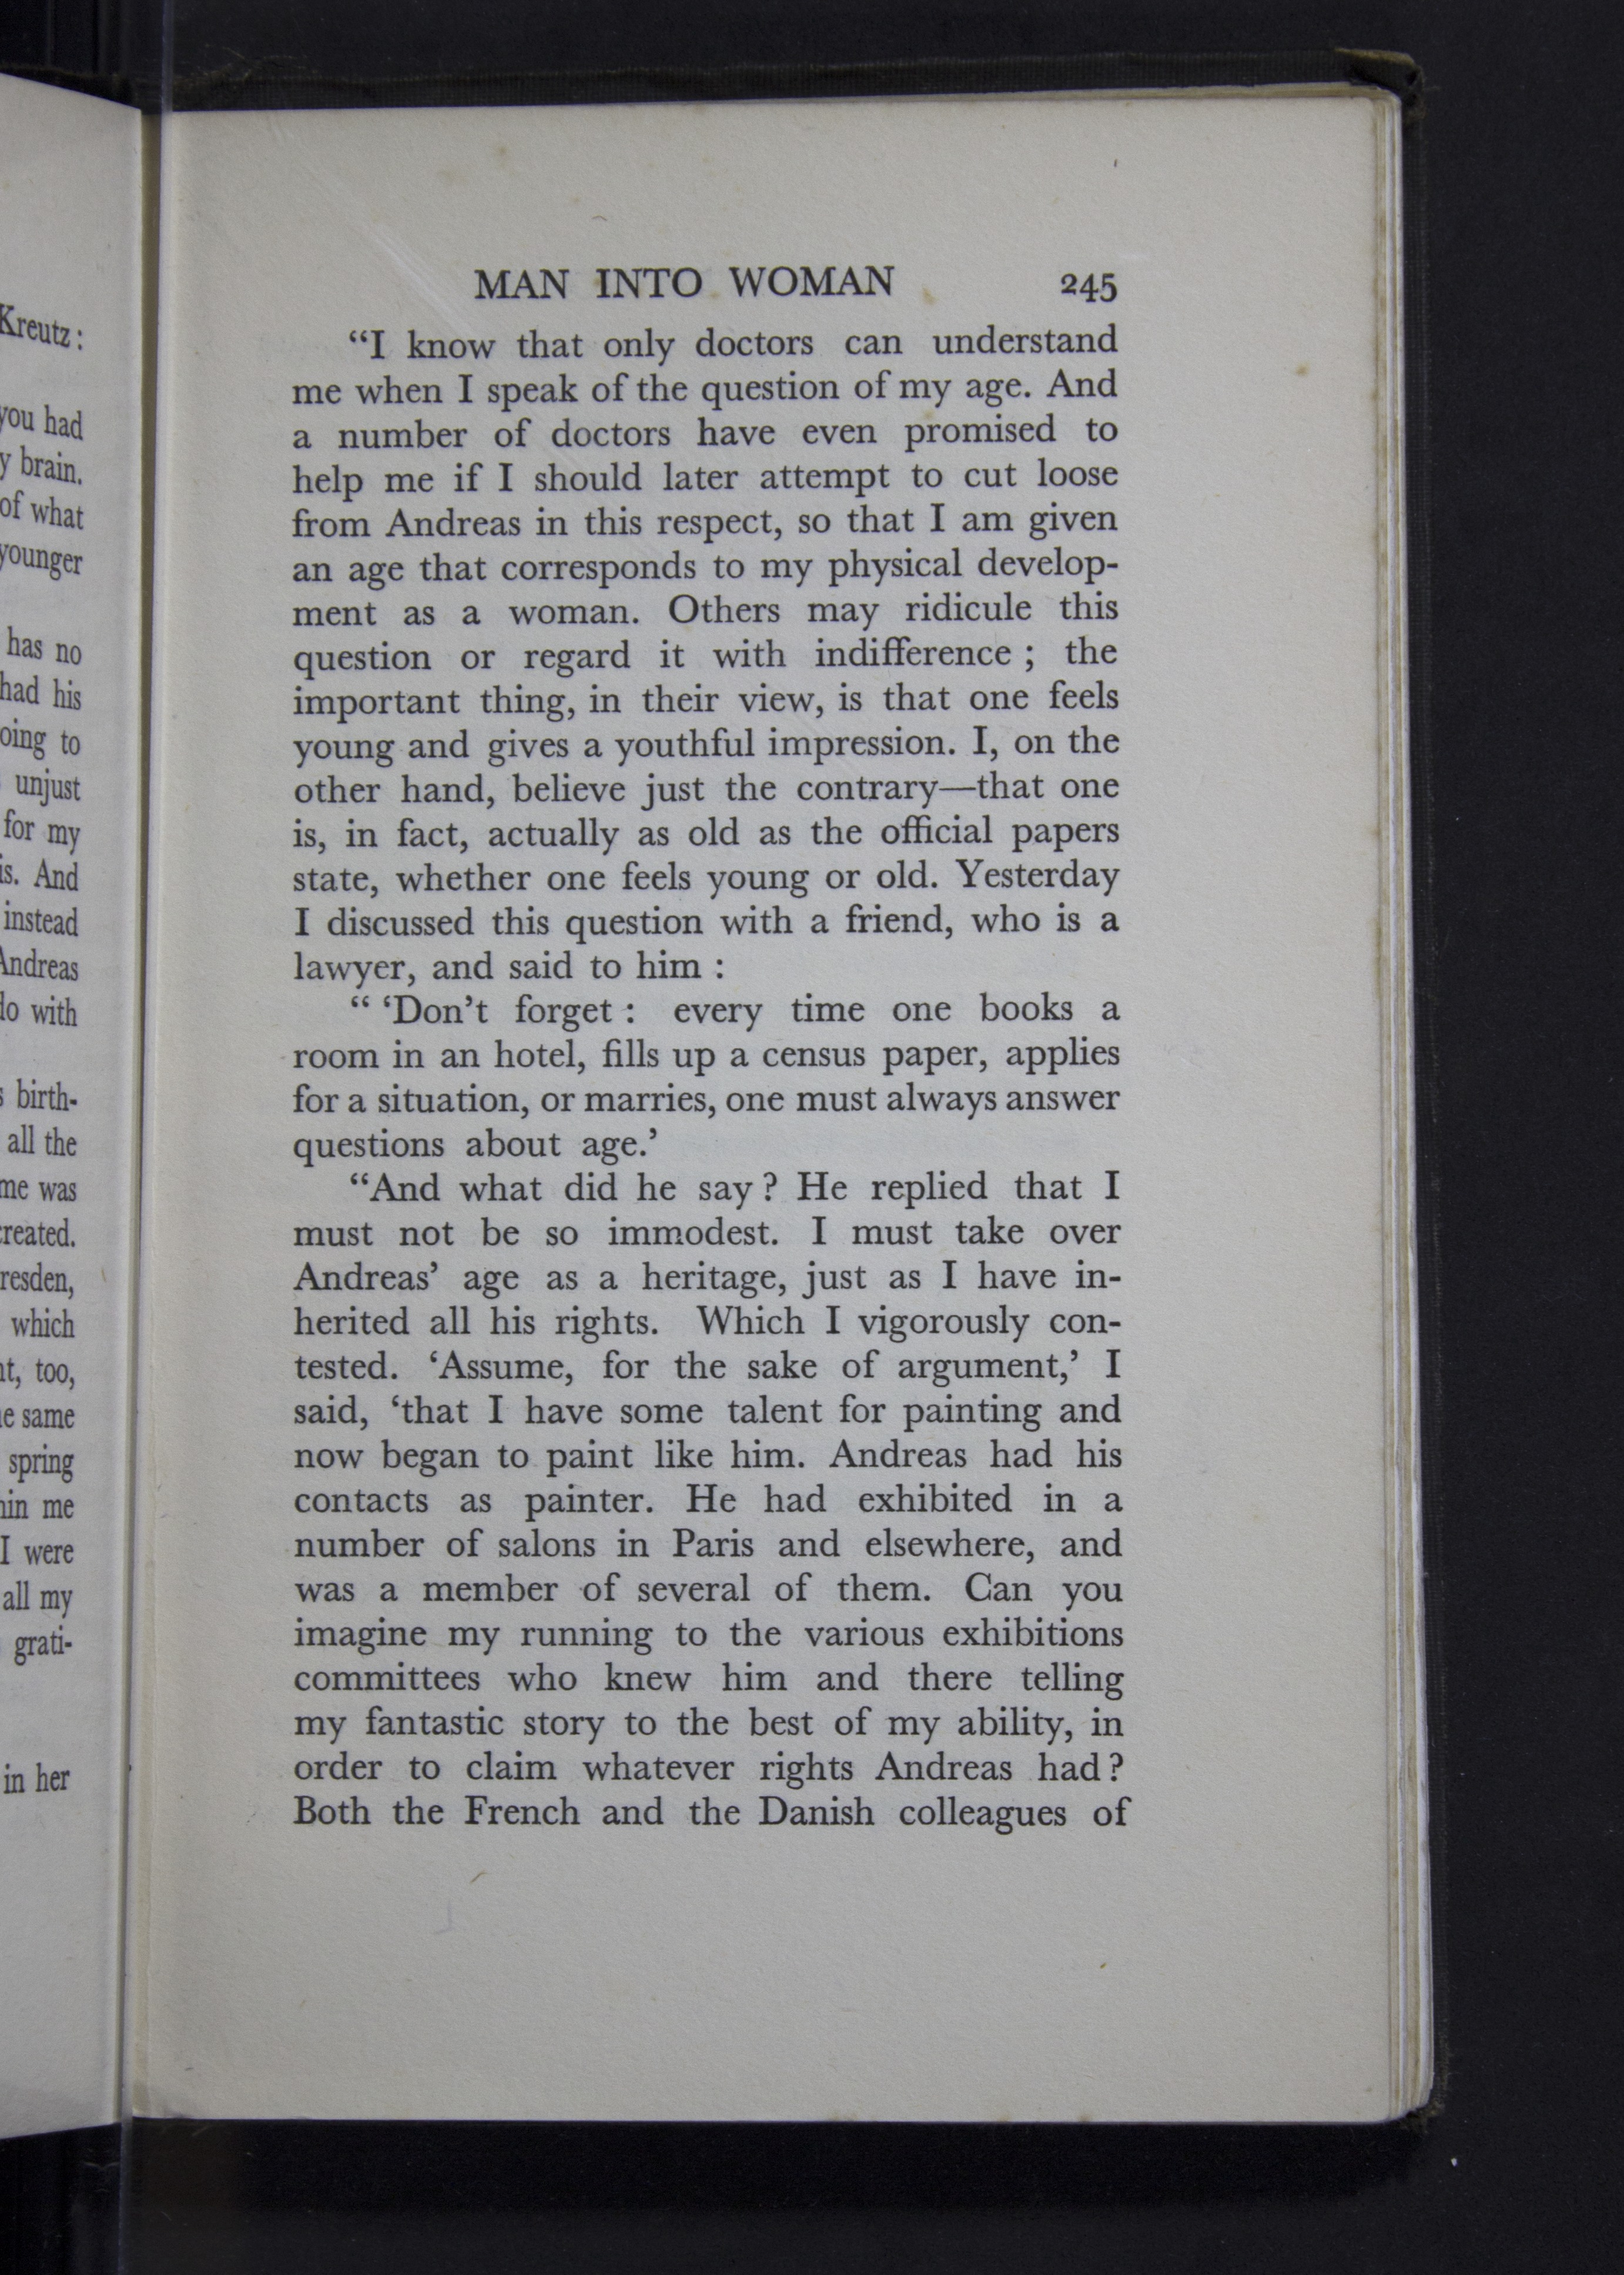 Kreutz:
you had
brain.
of what
younger
has no
had his
to
unjust
for my
And
instead
Andreas
with
birth-
all the
me was
created.
which
too,
same
spring
me
I were
all my
grati-
in her
MAN INTO WOMAN 245
“I know that only doctors can understand
me when I speak of the question of my age. And
a number of doctors have even promised to
help me if I should later attempt to cut loose
from Andreas in this respect, so that I am given
an age that corresponds to my physical develop-
ment as a woman. Others may ridicule this
question or regard it with indifference ; the
important thing, in their view, is that one feels
young and gives a youthful impression. I, on the
other hand, believe just the contrary—that one
is, in fact, actually as old as the official papers
state, whether one feels young or old. Yesterday
I discussed this question with a friend, who is a
lawyer, and said to him :
“ ‘Don’t forget : every time one books a
room in an hotel, fills up a census paper, applies
for a situation, or marries, one must always answer
questions about age.’
“And what did he say ? He replied that I
must not be so immodest. I must take over
Andreas’ age as a heritage, just as I have in-
herited all his rights. Which I vigorously con-
tested. ‘Assume, for the sake of argument,’ I
said, ‘that I have some talent for painting and
now began to paint like him. Andreas had his
contacts as painter. He had exhibited in a
number of salons in Paris and elsewhere, and
was a member of several of them. Can you
imagine my running to the various exhibitions
committees who knew him and there telling
my fantastic story to the best of my ability, in
order to claim whatever rights Andreas had ?
Both the French and the Danish colleagues of